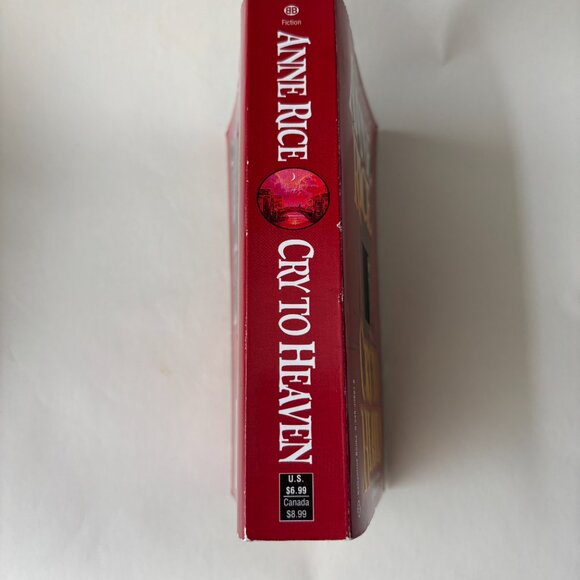 BB
Fiction
ANNE RICE
CRY TO HEAVEN
U.S.
$6.99
Canada
$8.99